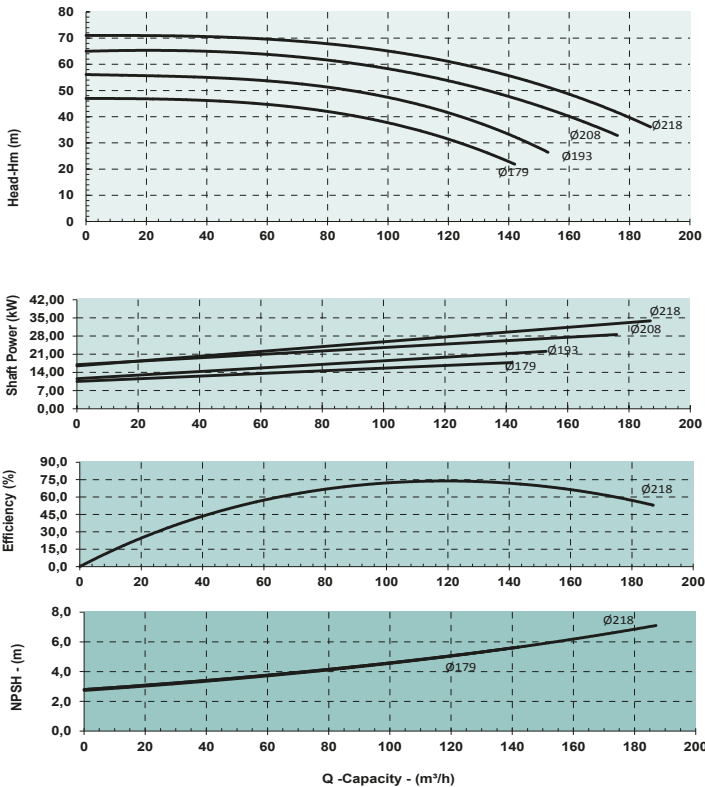 80
70
60
50
40
30
20
10
0
Head-Hm (m)
Ø218
Ø208
Ø193
Ø179
0 20 40 60 80 100 120 140 160 180 200
42,00
35,00
28,00
21,00
14,00
7,00
0,00
Shaft Power (kW)
Ø218
Ø208
Ø193
Ø179
0 20 40 60 80 100 120 140 160 180 200
90,0
75,0
60,0
45,0
30,0
15,0
0,0
Efficiency (%)
Ø218
0 20 40 60 80 100 120 140 160 180 200
8,0
6,0
4,0
2,0
0,0
NPSH - (m)
Ø218
Ø179
0 20 40 60 80 100 120 140 160 180 200
Q -Capacity - (m³/h)